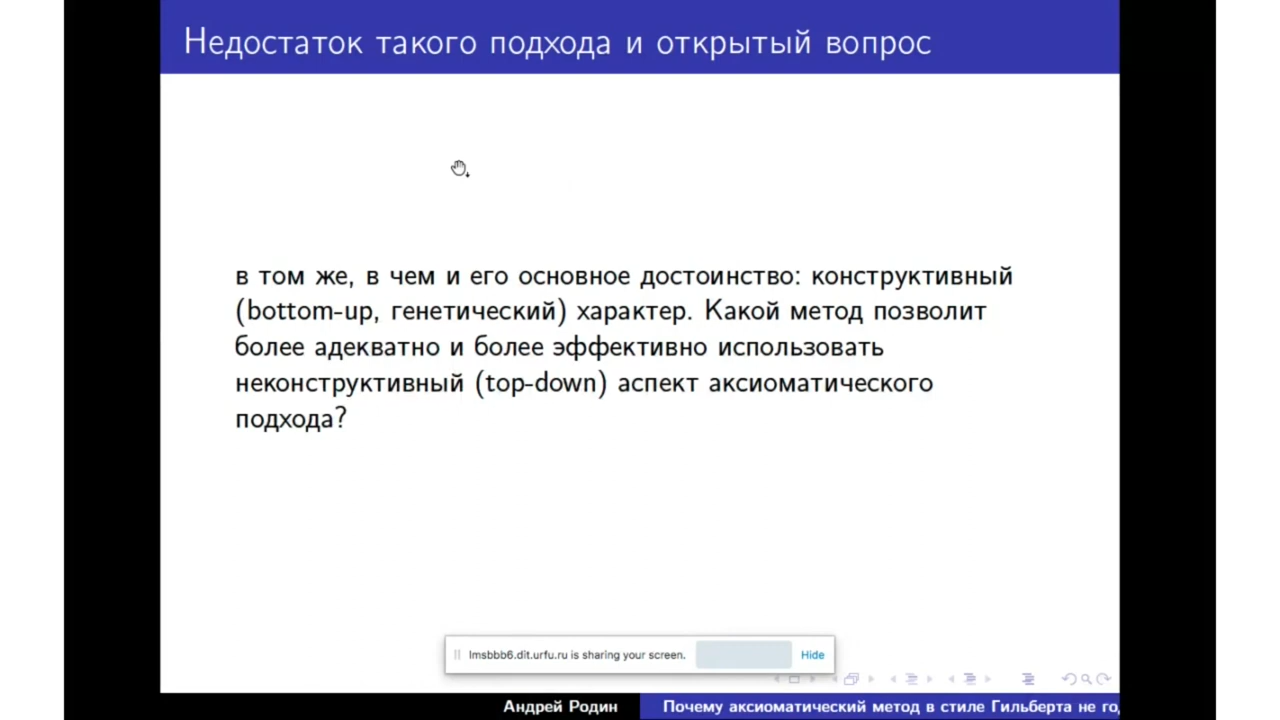 Недостаток такого подхода и открытый вопрос
в том же, в чем и его основное достоинство: конструктивный
(bottom-up, генетический) характер. Какой метод позволит
более адекватно и более эффективно использовать
неконструктивный (top-down) аспект аксиоматического
подхода?
lmsbbb6.dit.urfu.ru is sharing your screen.
Hide
Андрей Родин
Почему аксиоматический метод в стиле Гильберта не